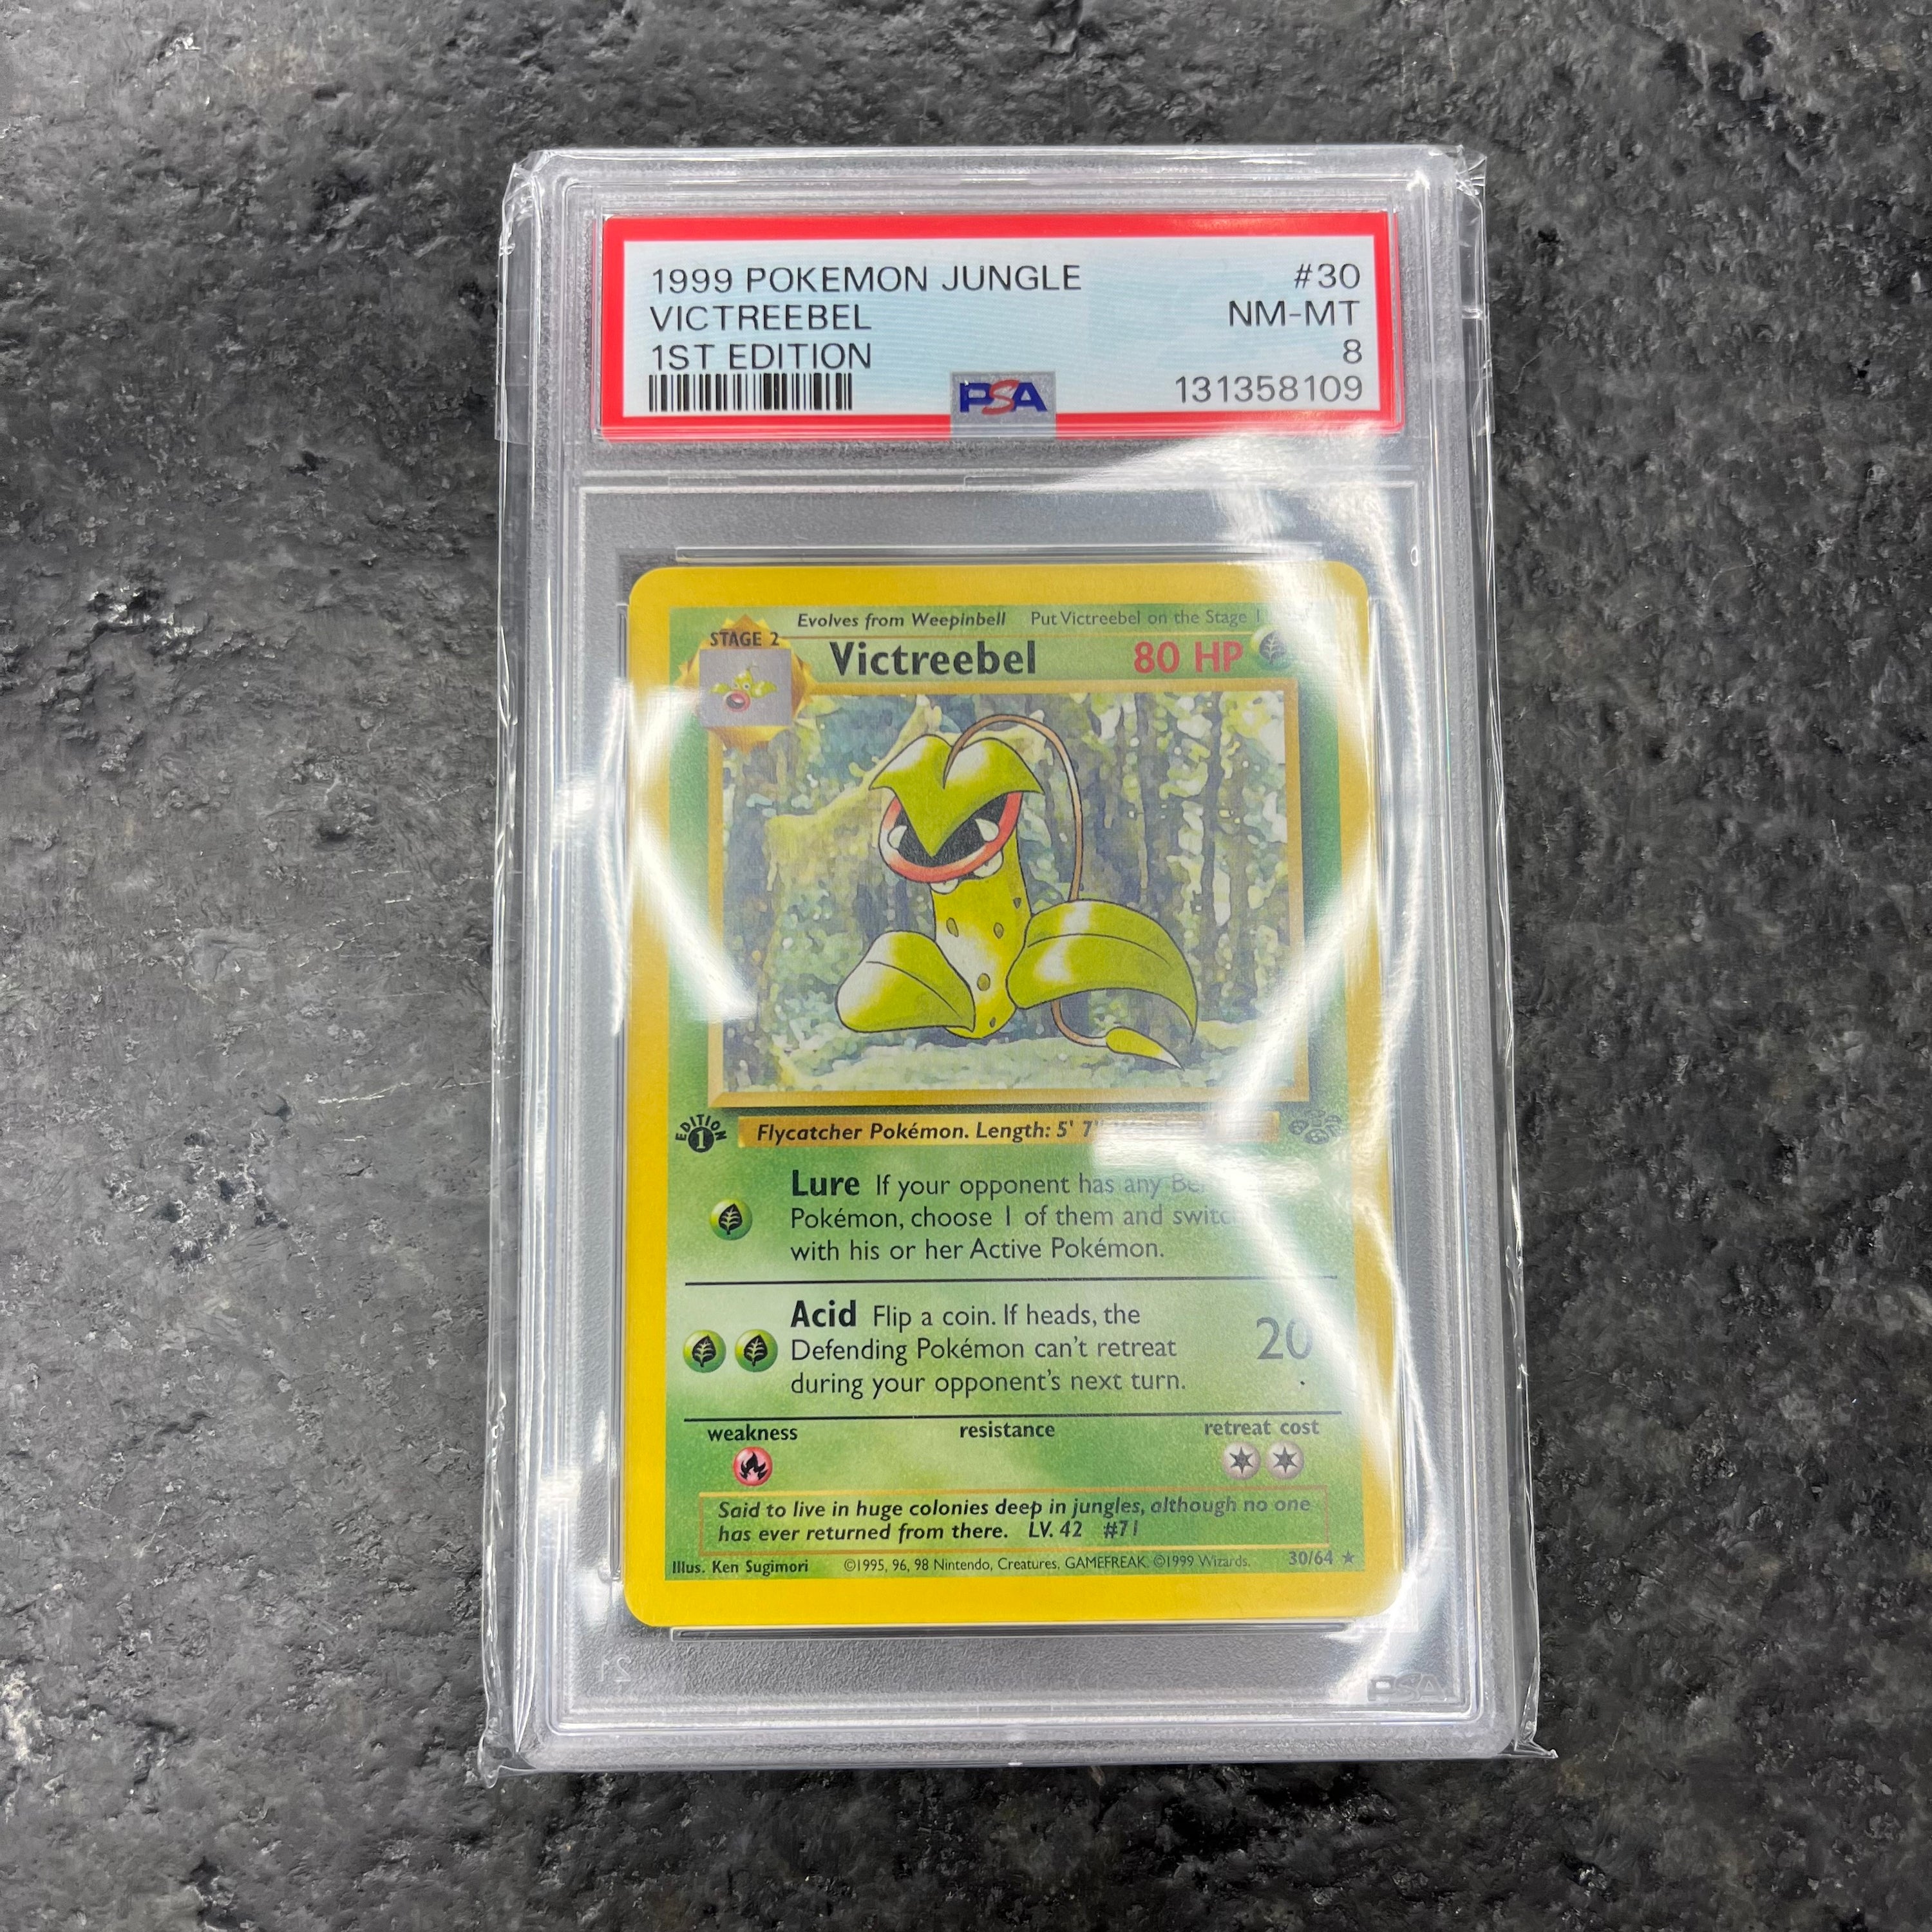 1999 POKEMON JUNGLE #30
VICTREEBEL NM-MT
1ST EDITION 8
PSA 131358109
Evolves from Weepinbell Put Victreebel on the Stage 1
STAGE 2
Victreebel 80 HP
EDITION 1
Flycatcher Pokémon. Length: 5' 7"
Lure If your opponent has any
Pokémon, choose 1 of them and
with his or her Active Pokémon.
Acid Flip a coin. If heads, the
Defending Pokémon can't retreat
during your opponent's next turn.
20
weakness resistance retreat cost
Said to live in huge colonies deep in jungles, although no one
has ever returned from there. LV. 42 #71
Illus. Ken Sugimori ©1995, 96, 98 Nintendo, Creatures, GAMEFREAK. ©1999 Wizards. 30/64 ★
PSA